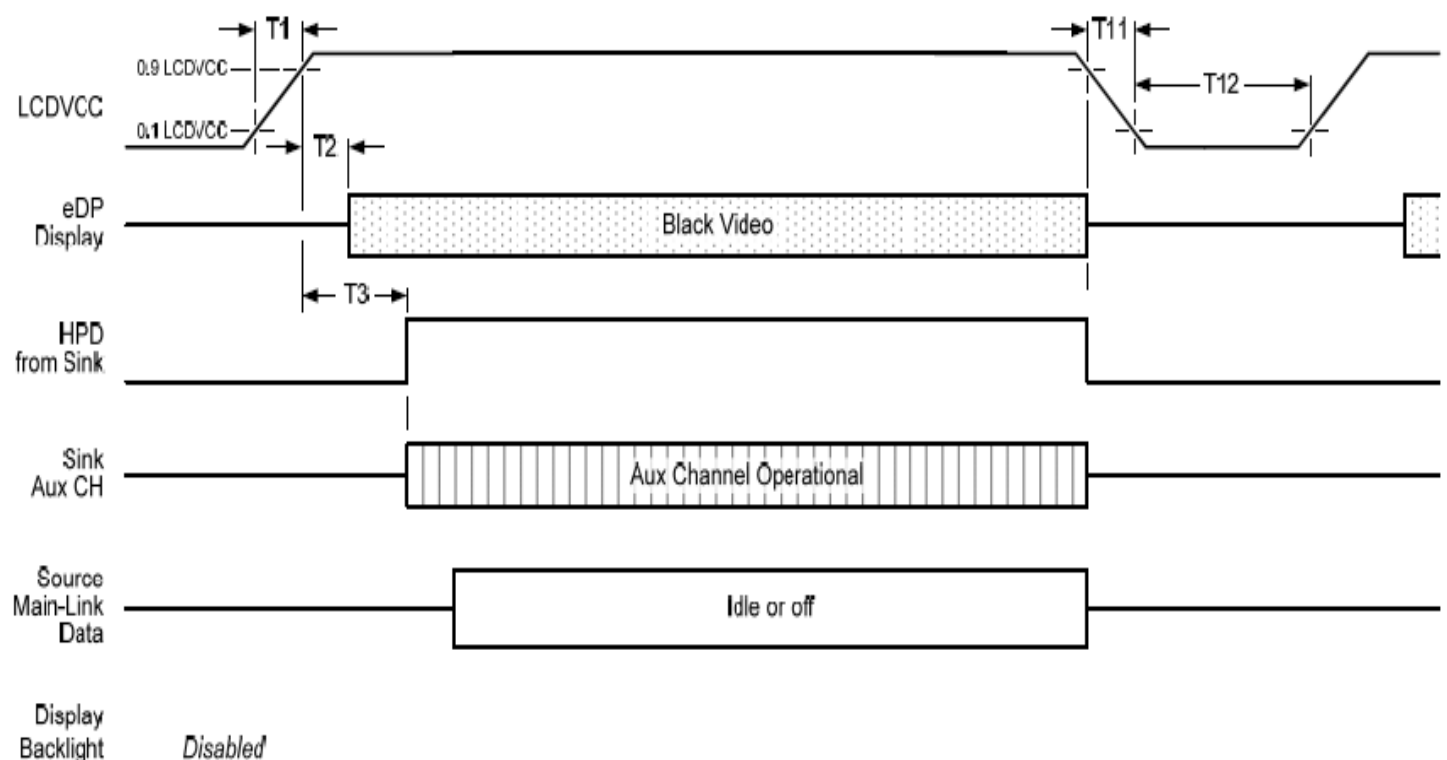 T1
T11
0.9 LCDVCC
T12
LCDVCC
0.1 LCDVCC
T2
eDP
Display
Black Video
T3
HPD
from Sink
Sink
Aux CH
Aux Channel Operational
Source
Main-Link
Data
Idle or off
Display
Backlight
Disabled